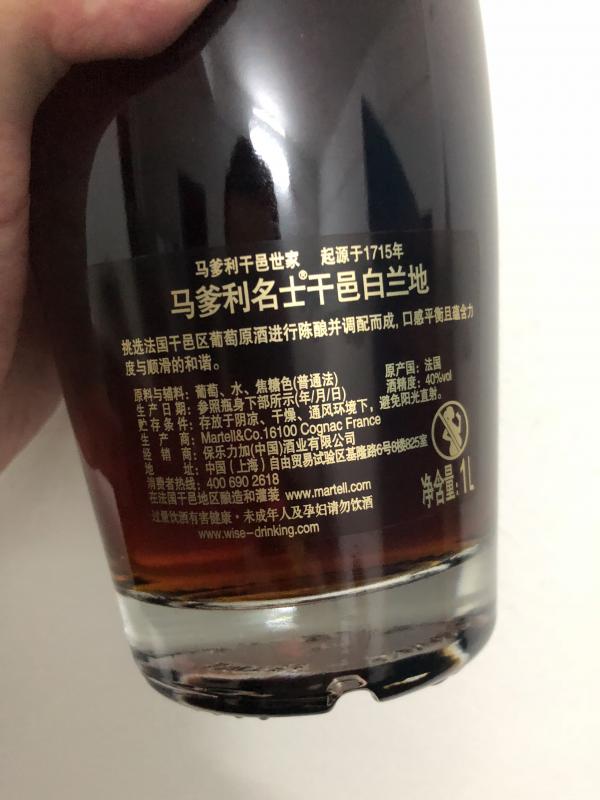 马爹利干邑世家 起源于1715年
马爹利名士®干邑白兰地
挑选法国干邑区葡萄原酒进行陈酿并调配而成，口感平衡且蕴含力
度与顺滑的和谐。
原料与辅料：葡萄、水、焦糖色(普通法)
原产国：法国
生产日期：参照瓶身下部所示(年/月/日)
酒精度：40%vol
贮存条件：存放于阴凉、干燥、通风环境下，避免阳光直射。
生产商：Martell&Co.16100 Cognac France
经销商：保乐力加(中国)酒业有限公司
地址：中国（上海）自由贸易试验区基隆路6号8楼825室
消费者热线：400 690 2618
在法国干邑地区酿造和灌装 www.martell.com
净含量：1L
过量饮酒有害健康·未成年人及孕妇请勿饮酒
www.wise-drinking.com